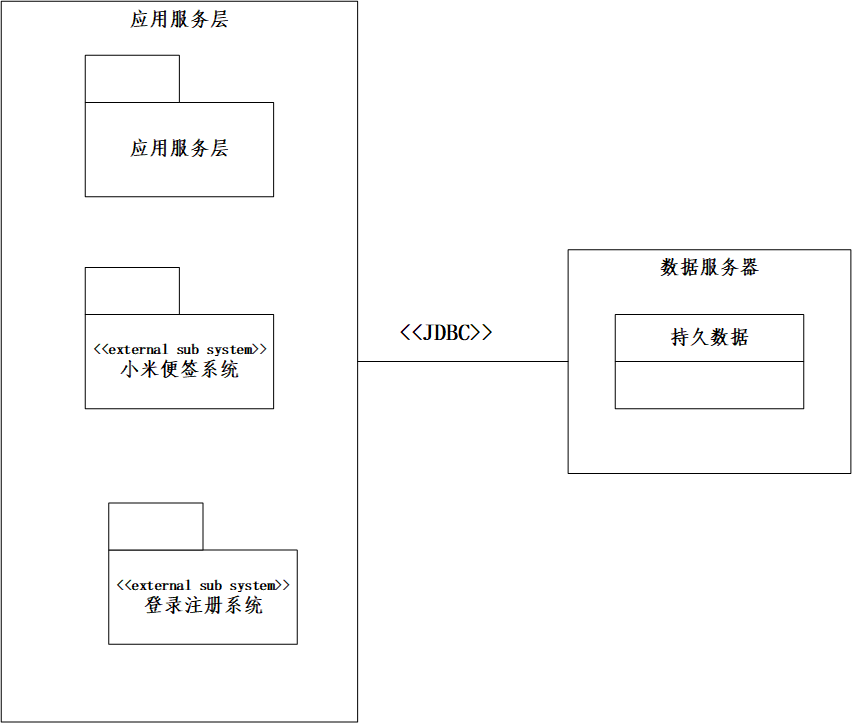 应用服务层
应用服务层
<<external sub system>>
小米便签系统
<<external sub system>>
登录注册系统
<<JDBC>>
数据服务器
持久数据